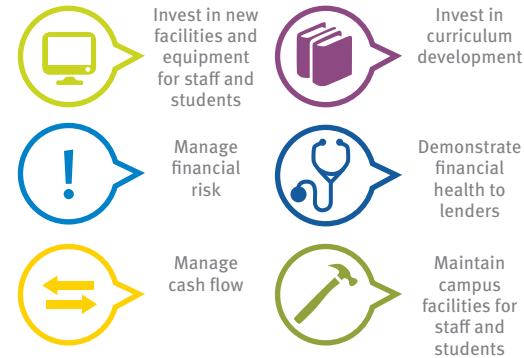 Invest in new
facilities and
equipment
for staff and
students
Invest in
curriculum
development
!
Manage
financial
risk
Demonstrate
financial
health to
lenders
Manage
cash flow
Maintain
campus
facilities for
staff and
students